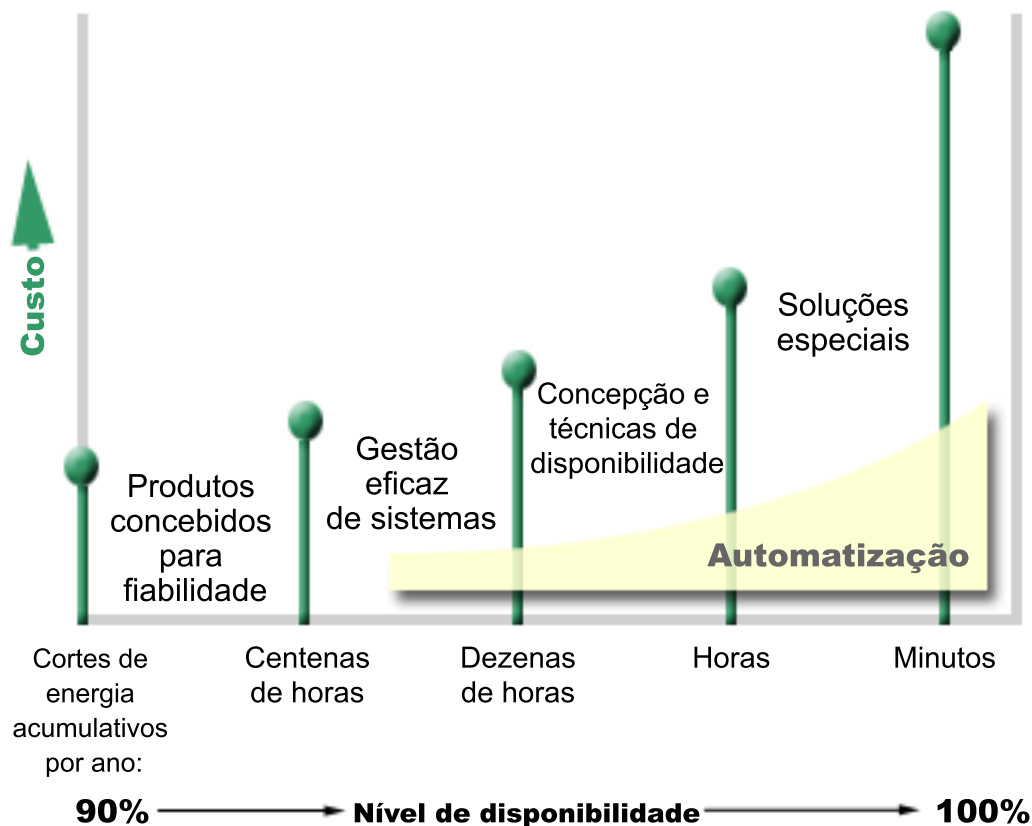 Custo
Produtos
concebidos
para
fiabilidade
Gestão
eficaz
de sistemas
Concepção e
técnicas de
disponibilidade
Soluções
especiais
Automatização
Cortes de
energia
acumulativos
por ano:
Centenas
de horas
Dezenas
de horas
Horas
Minutos
90% Nível de disponibilidade 100%